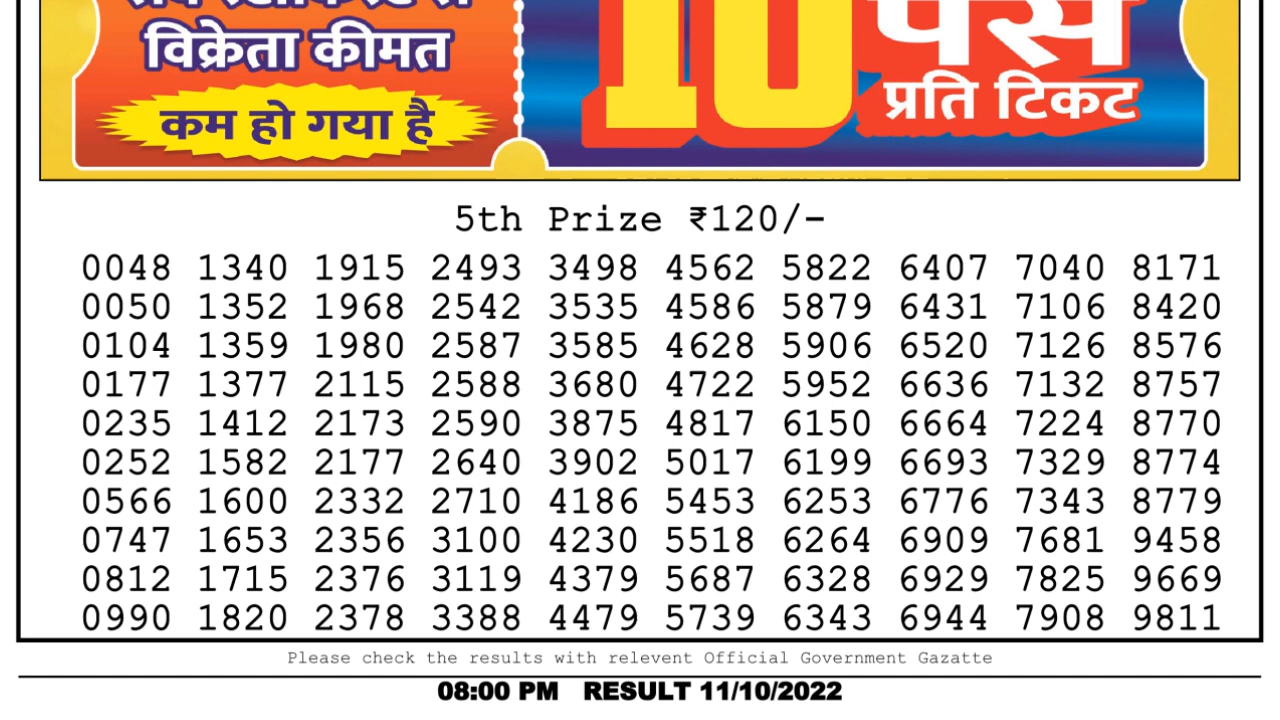 विक्रेता कीमत
कम हो गया है
10
प्रति टिकट
5th Prize ₹120/-
0048 1340 1915 2493 3498 4562 5822 6407 7040 8171
0050 1352 1968 2542 3535 4586 5879 6431 7106 8420
0104 1359 1980 2587 3585 4628 5906 6520 7126 8576
0177 1377 2115 2588 3680 4722 5952 6636 7132 8757
0235 1412 2173 2590 3875 4817 6150 6664 7224 8770
0252 1582 2177 2640 3902 5017 6199 6693 7329 8774
0566 1600 2332 2710 4186 5453 6253 6776 7343 8779
0747 1653 2356 3100 4230 5518 6264 6909 7681 9458
0812 1715 2376 3119 4379 5687 6328 6929 7825 9669
0990 1820 2378 3388 4479 5739 6343 6944 7908 9811
Please check the results with relevent Official Government Gazatte
08:00 PM RESULT 11/10/2022